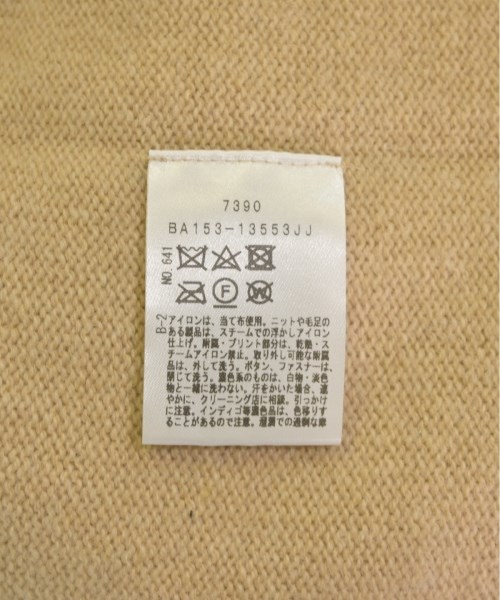 7390
BA153-13553JJ
NO.641
F
W
B-2
アイロンは、当て布使用。ニットや毛足の
ある製品は、スチームでの浮かしアイロン
仕上げ。附属・プリント部分は、乾熱・ス
チームアイロン禁止。取り外し可能な附属
品は、外して洗う。ボタン、ファスナーは、
閉じて洗う。濃色系のものは、白物・淡色
物と一緒に洗わない。汗をかいた場合、速
やかに、クリーニング店に相談。引っかけ
に注意。インディゴ等濃色品は、色移りす
ることがあるので注意。湿潤での過剰な摩